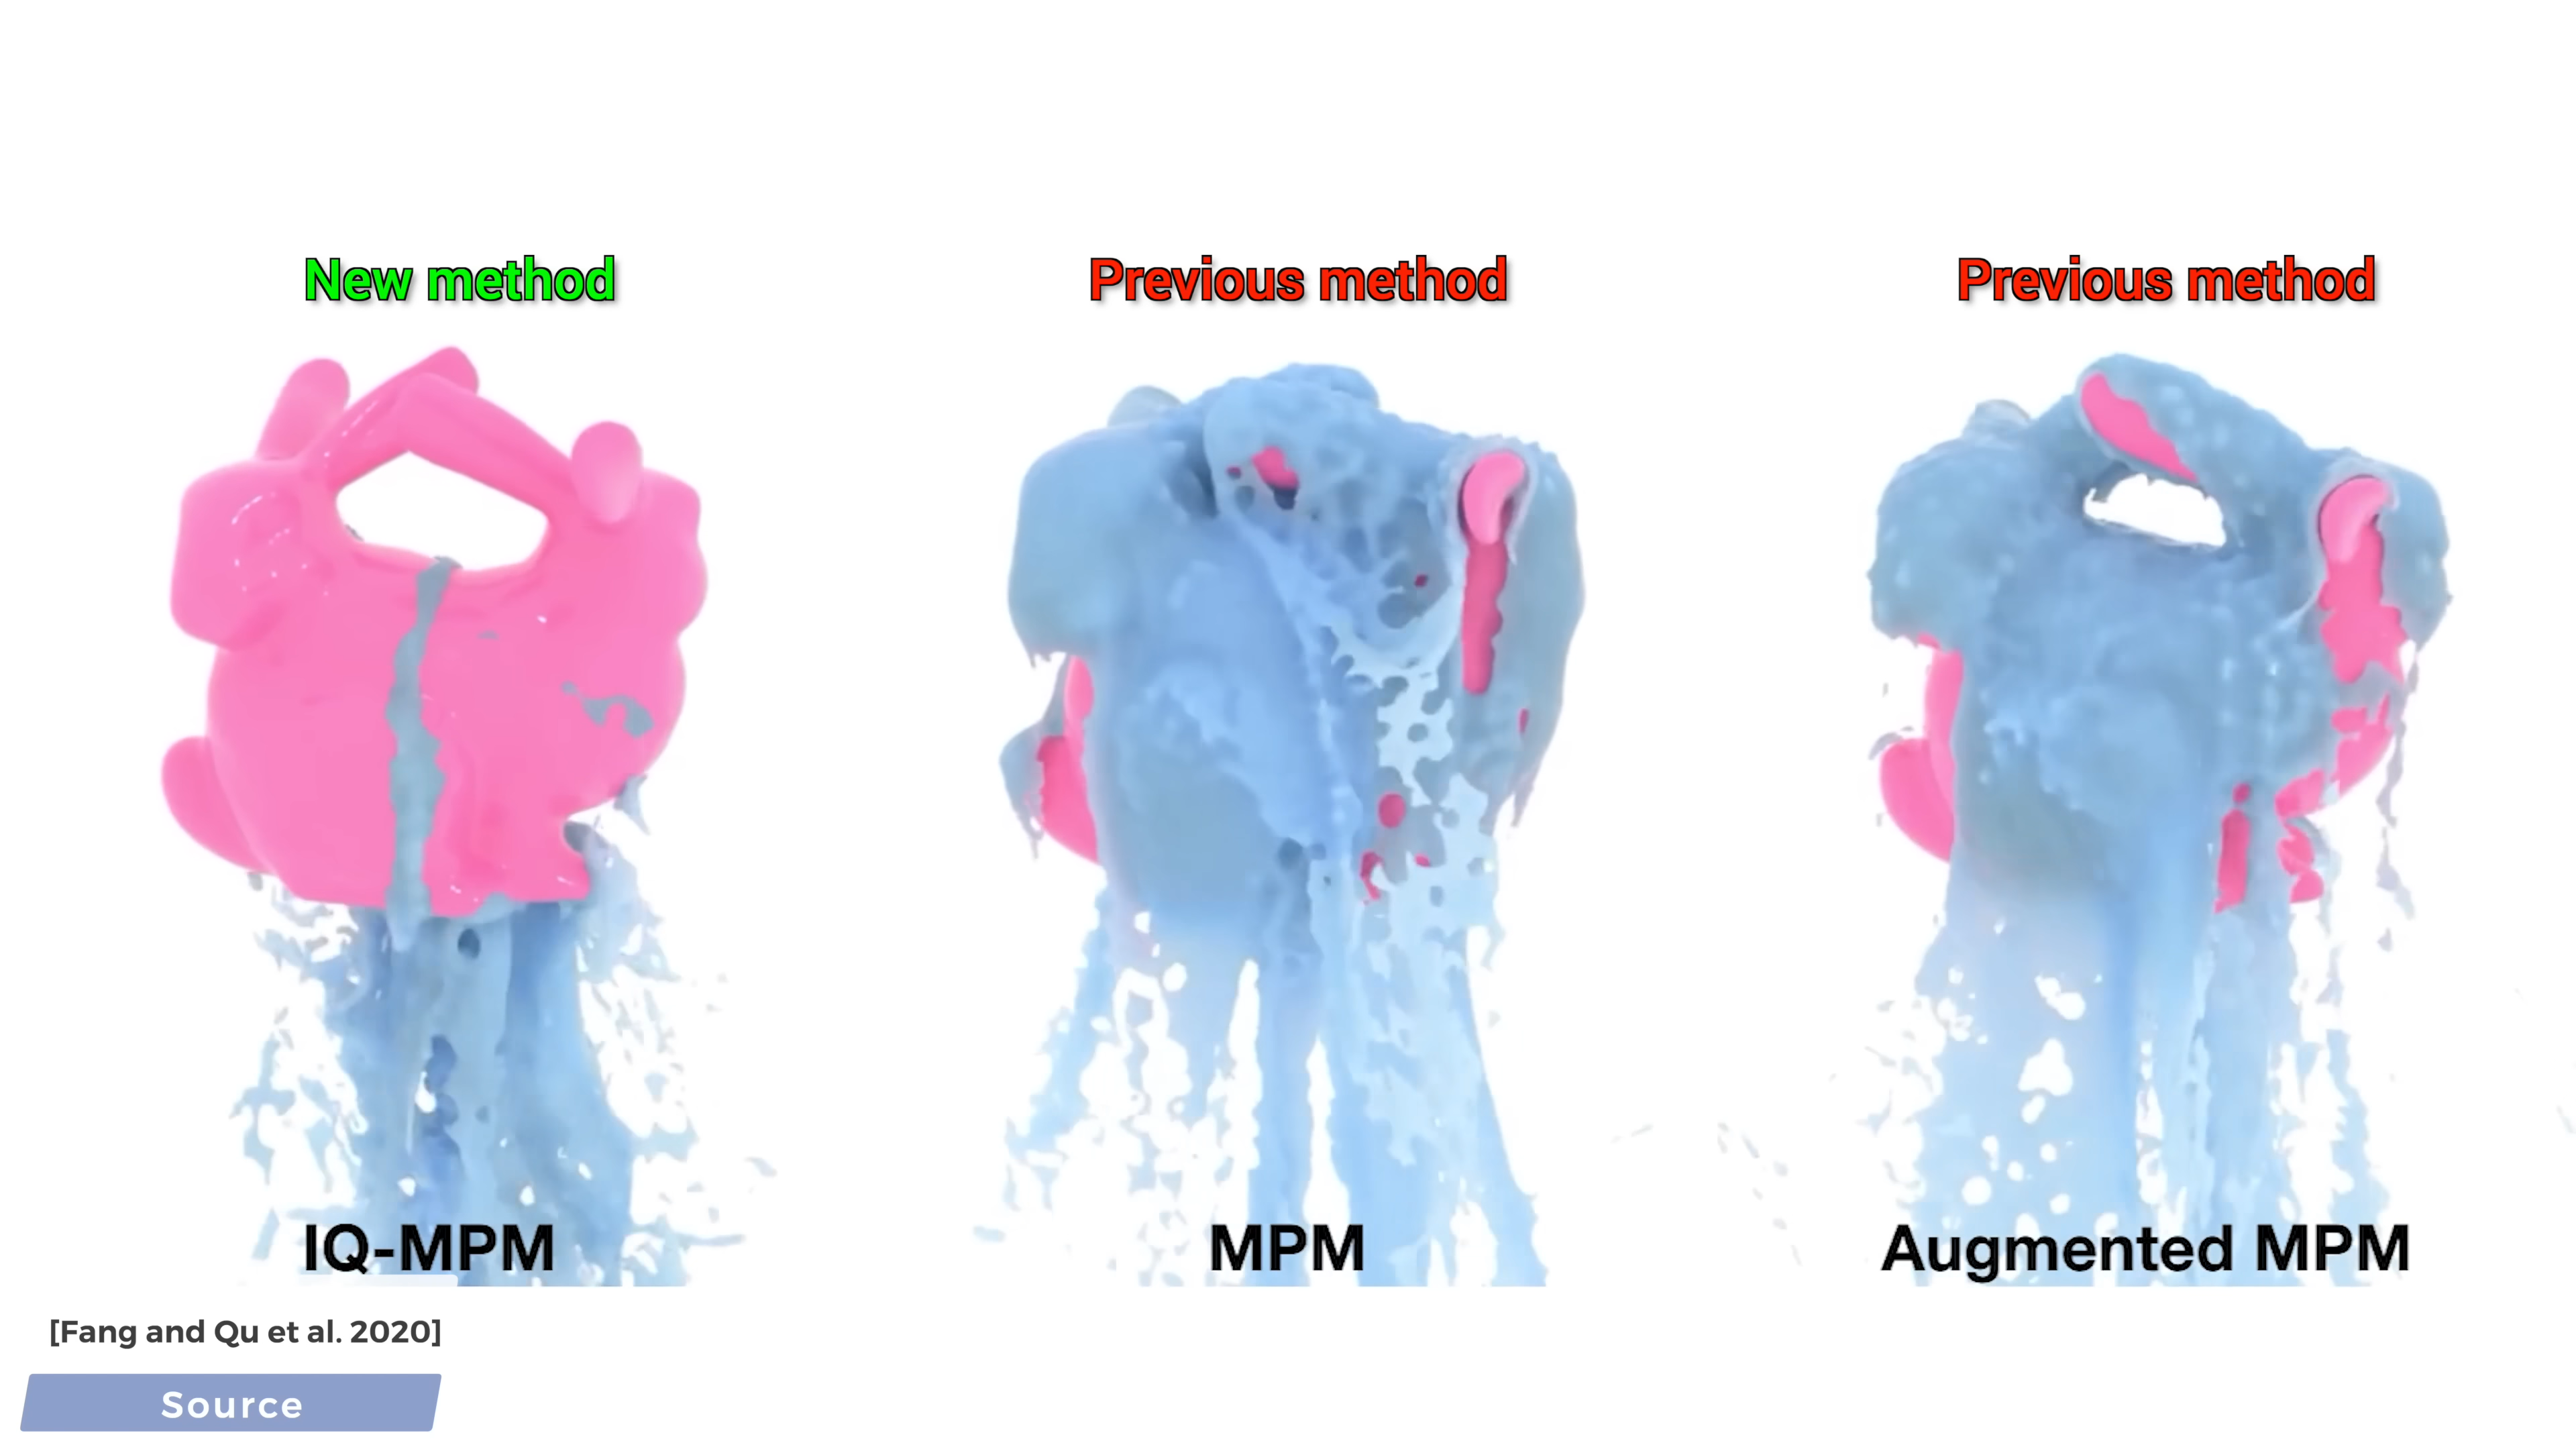 New method
Previous method
Previous method
IQ-MPM
MPM
Augmented MPM
[Fang and Qu et al. 2020]
Source